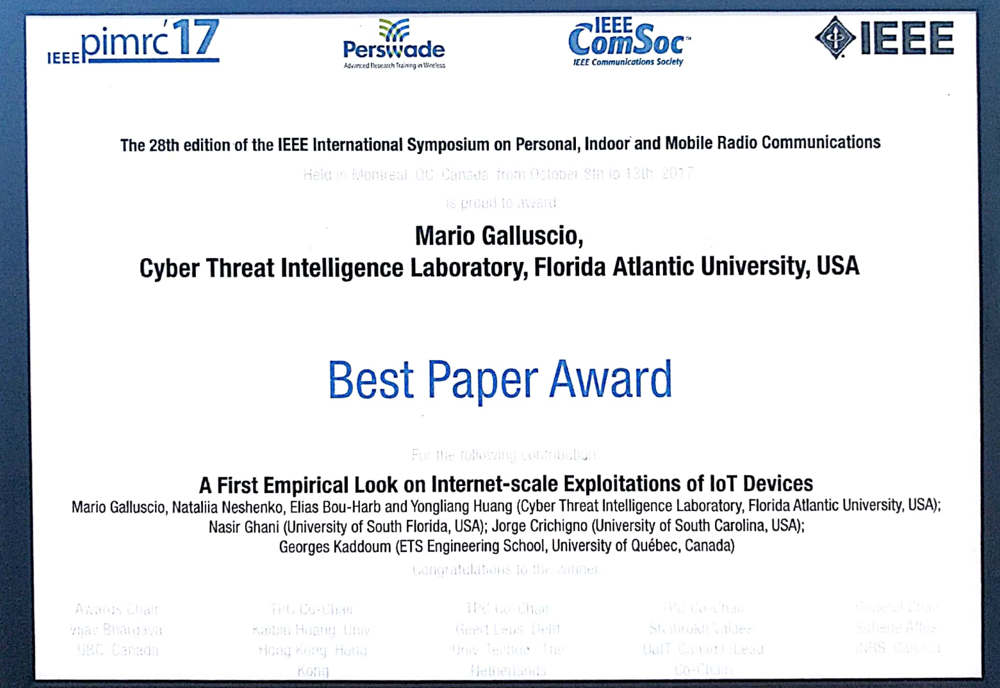 IEEE pimrc'17
Perswade
Advanced Research Training in Wireless
IEEE
ComSoc™
IEEE Communications Society
IEEE
The 28th edition of the IEEE International Symposium on Personal, Indoor and Mobile Radio Communications
Held in Montreal, QC, Canada, from October 8th to 13th, 2017
is proud to award:
Mario Galluscio,
Cyber Threat Intelligence Laboratory, Florida Atlantic University, USA
Best Paper Award
For the following contribution:
A First Empirical Look on Internet-scale Exploitations of IoT Devices
Mario Galluscio, Nataliia Neshenko, Elias Bou-Harb and Yongliang Huang (Cyber Threat Intelligence Laboratory, Florida Atlantic University, USA);
Nasir Ghani (University of South Florida, USA); Jorge Crichigno (University of South Carolina, USA);
Georges Kaddoum (ETS Engineering School, University of Québec, Canada)
Congratulations to the winner.
Awards Chair
Vijay Bhargava
UBC, Canada
TPC Co-Chair
Kaibin Huang, Univ.
Hong Kong, Hong
Kong
TPC Co-Chair
Geert Leus, Delft
Univ. Techno., The
Netherlands
TPC Co-Chair
Shahrokh Valaee
UoIT, Canada (Lead
Co-Chair)
General Chair
Sofiene Affes
INRS, Canada